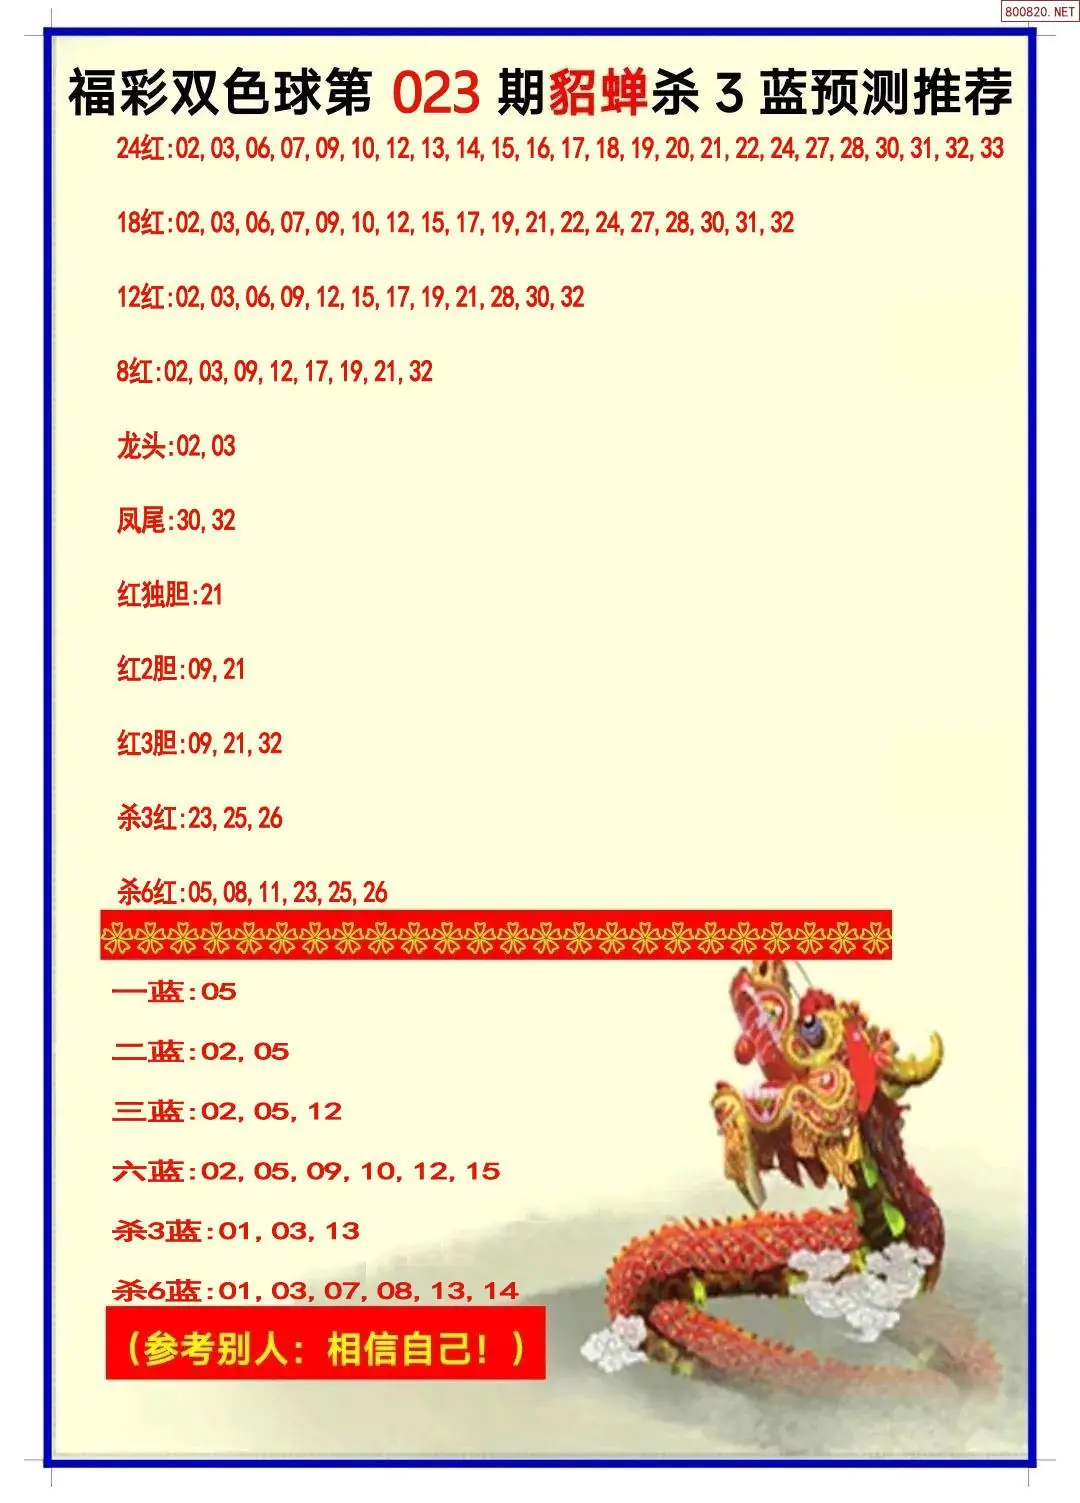 800820.NET
福彩双色球第 023 期貂蝉杀 3 蓝预测推荐
24红:02,03,06,07,09,10,12,13,14,15,16,17,18,19,20,21,22,24,27,28,30,31,32,33
18红:02,03,06,07,09,10,12,15,17,19,21,22,24,27,28,30,31,32
12红:02,03,06,09,12,15,17,19,21,28,30,32
8红:02,03,09,12,17,19,21,32
龙头:02,03
凤尾:30,32
红独胆:21
红2胆:09,21
红3胆:09,21,32
杀3红:23,25,26
杀6红:05,08,11,23,25,26
一蓝:05
二蓝:02,05
三蓝:02,05,12
六蓝:02,05,09,10,12,15
杀3蓝:01,03,13
杀6蓝:01,03,07,08,13,14
（参考别人：相信自己！）